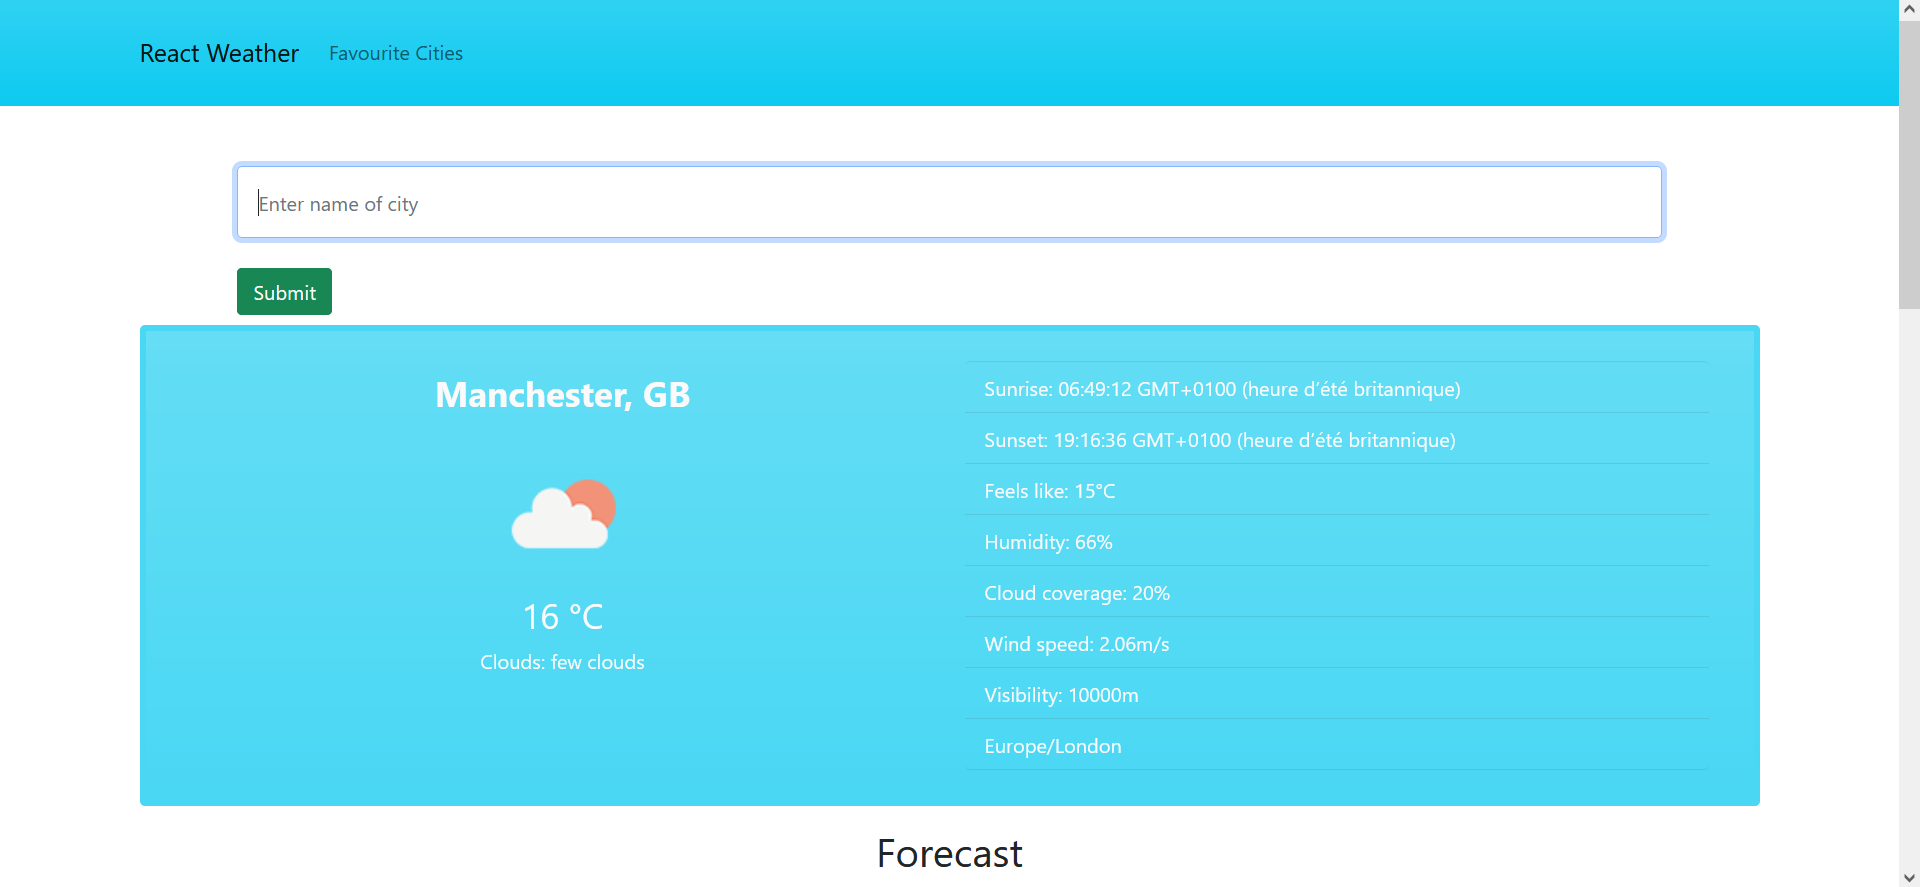 React Weather Favourite Cities
Enter name of city
Submit
Manchester, GB
16 °C
Clouds: few clouds
Sunrise: 06:49:12 GMT+0100 (heure d’été britannique)
Sunset: 19:16:36 GMT+0100 (heure d’été britannique)
Feels like: 15°C
Humidity: 66%
Cloud coverage: 20%
Wind speed: 2.06m/s
Visibility: 10000m
Europe/London
Forecast